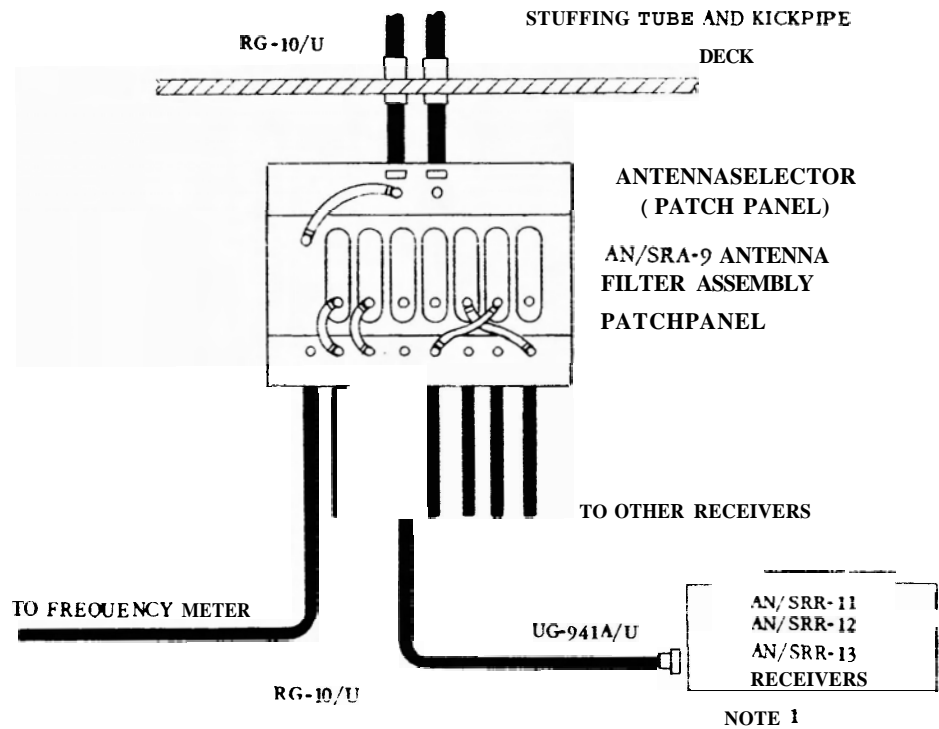 STUFFING TUBE AND KICKPIPE
RG-10/U
DECK
ANTENNASELECTOR
( PATCH PANEL)
AN/SRA-9 ANTENNA
FILTER ASSEMBLY
PATCHPANEL
TO OTHER RECEIVERS
TO FREQUENCY METER
UG-941A/U
AN/SRR-11
AN/SRR-12
AN/SRR-13
RECEIVERS
RG-10/U
NOTE 1